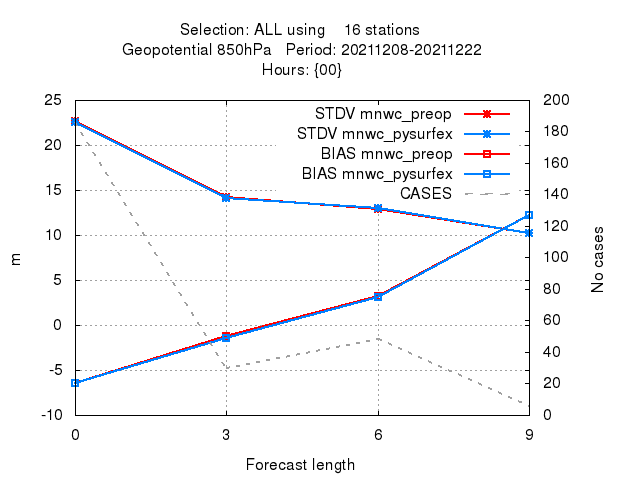 Selection: ALL using 16 stations
Geopotential 850hPa Period: 20211208-20211222
Hours: {00}
STDV mnwc_preop
STDV mnwc_pysurfex
BIAS mnwc_preop
BIAS mnwc_pysurfex
CASES
25
20
15
10
5
0
-5
-10
m
200
180
160
140
120
100
80
60
40
20
0
No cases
0 3 6 9
Forecast length